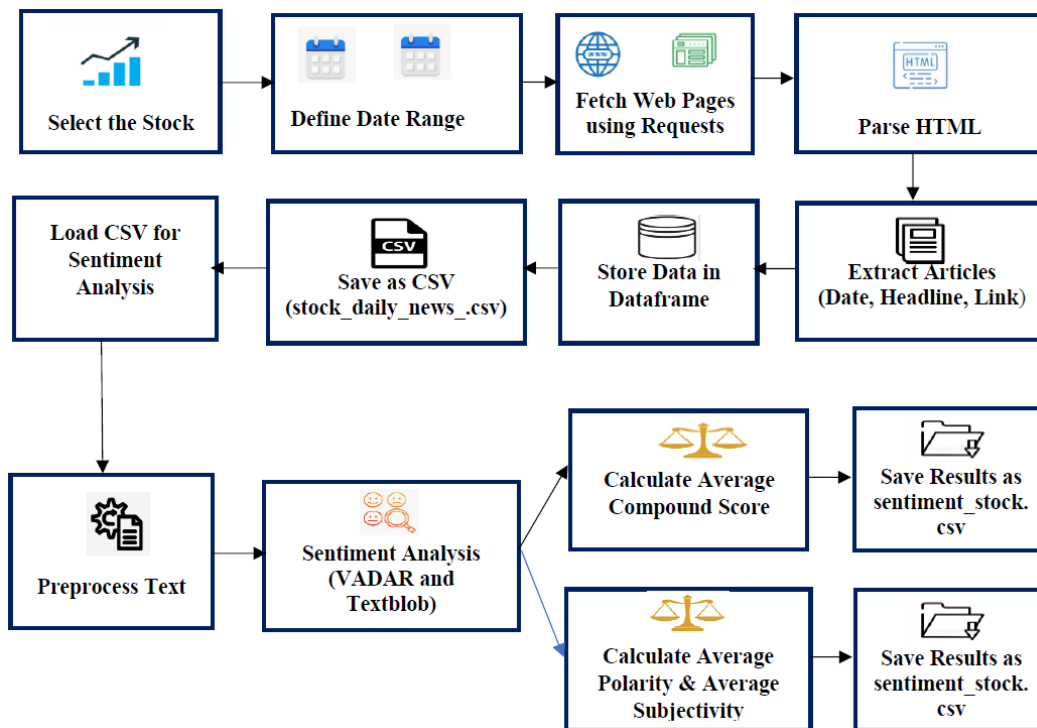 Select the Stock
Define Date Range
WWW
Fetch Web Pages
using Requests
HTML
Parse HTML
Load CSV for
Sentiment
Analysis
CSV
Save as CSV
(stock_daily_news_.csv)
Store Data in
Dataframe
Extract Articles
(Date, Headline, Link)
Preprocess Text
Sentiment Analysis
(VADAR and
Textblob)
Calculate Average
Compound Score
Save Results as
sentiment_stock.
csv
Calculate Average
Polarity & Average
Subjectivity
Save Results as
sentiment_stock.
csv